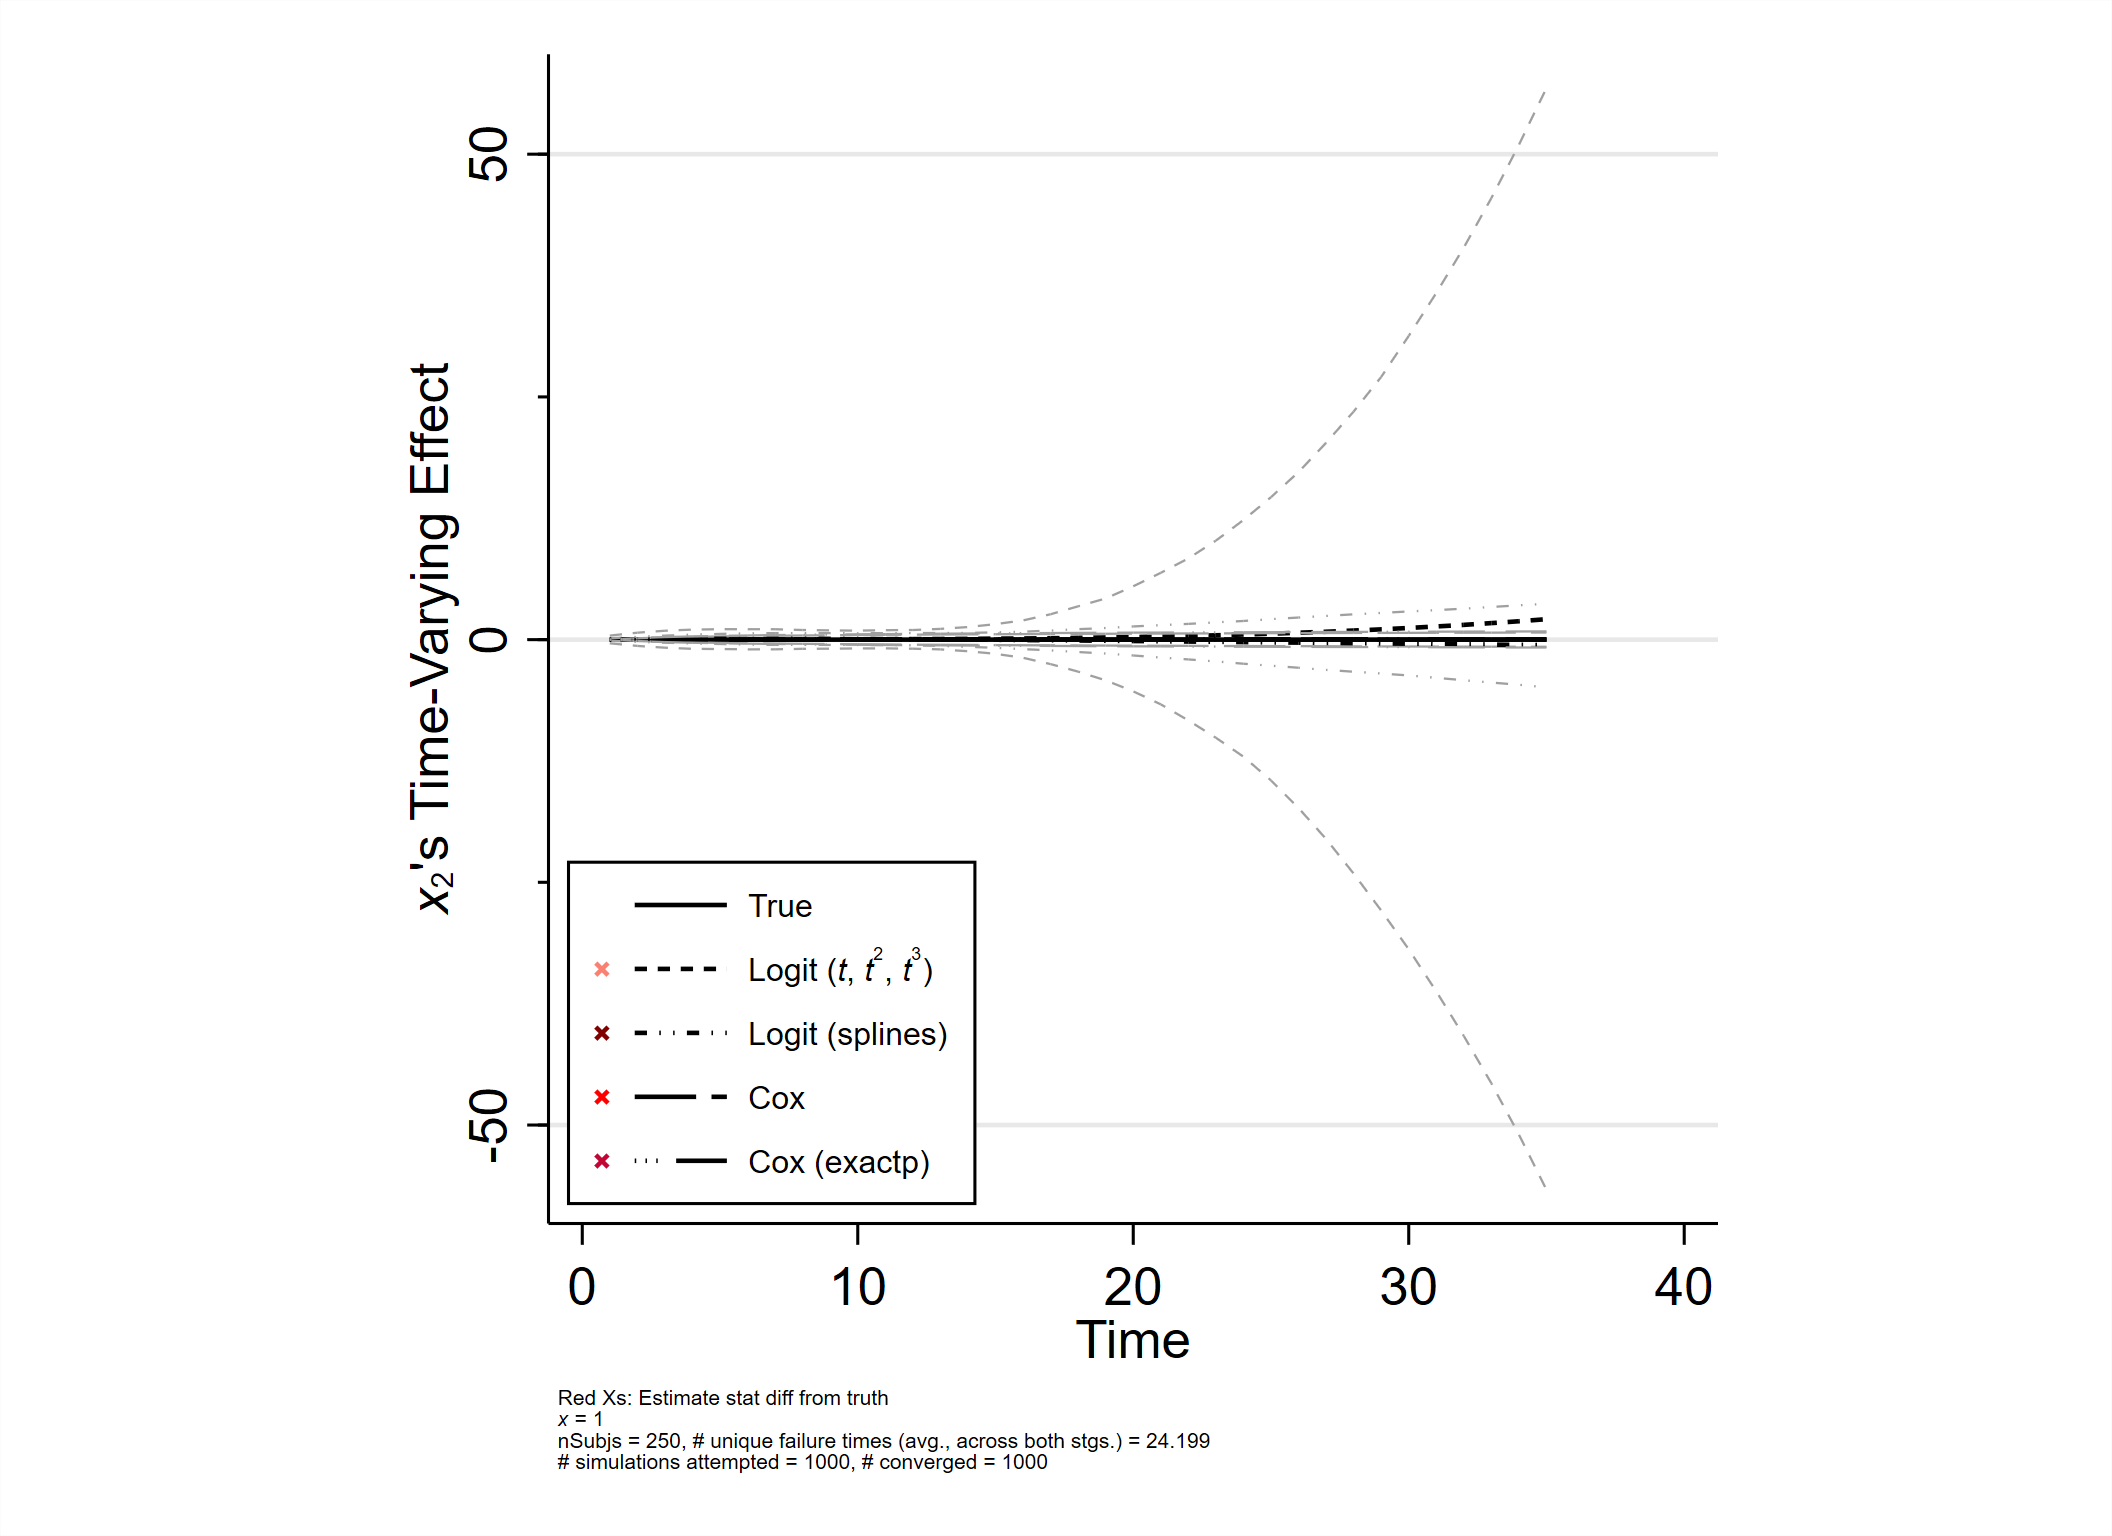 x₂'s Time-Varying Effect
50
0
-50
True
Logit (t, t², t³)
Logit (splines)
Cox
Cox (exactp)
0 10 20 30 40
Time
Red Xs: Estimate stat diff from truth
x = 1
nSubjs = 250, # unique failure times (avg., across both stgs.) = 24.199
# simulations attempted = 1000, # converged = 1000